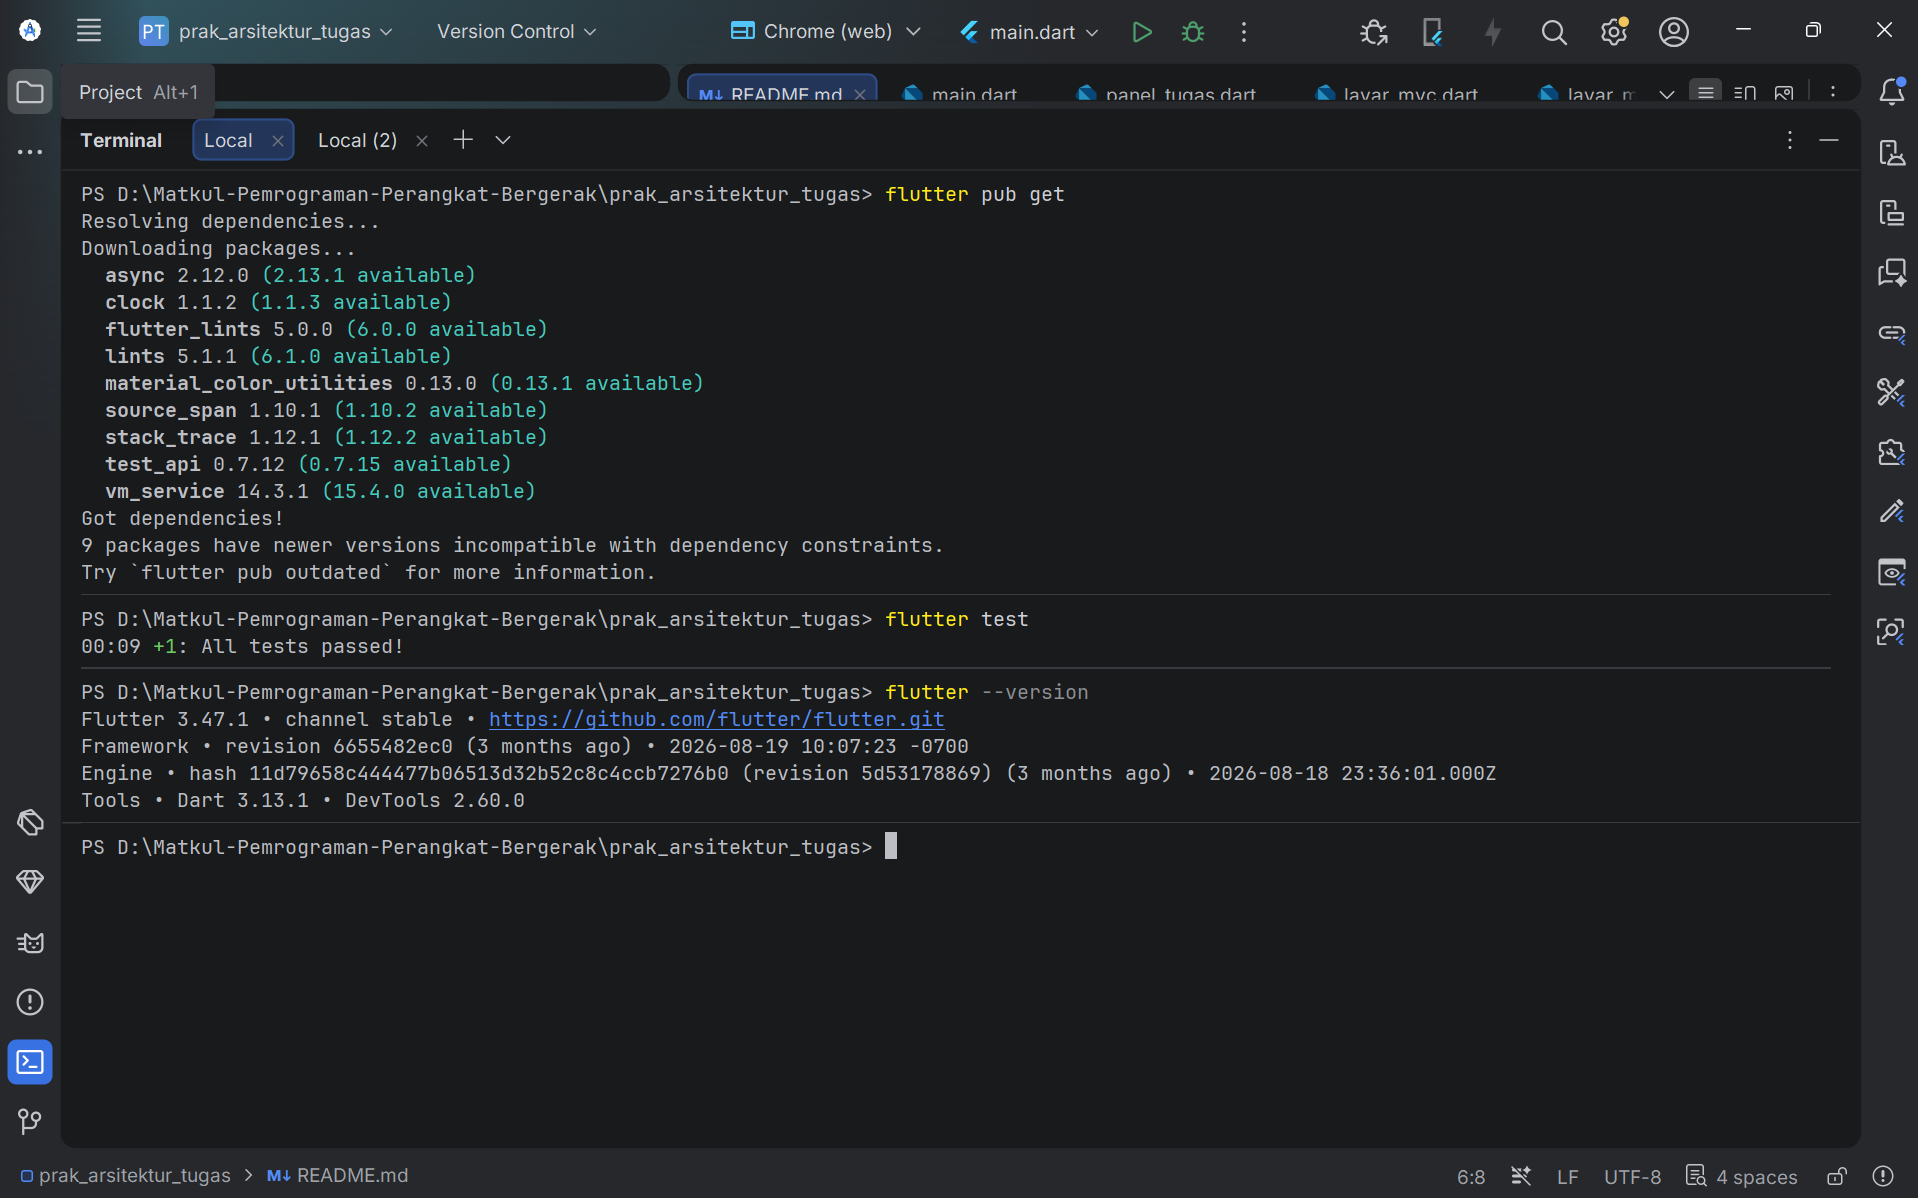 PT prak_arsitektur_tugas Version Control Chrome (web) main.dart
Project Alt+1
README.md main.dart panel_tugas.dart layar_mvc.dart layar_m
Terminal Local Local (2)
PS D:\Matkul-Pemrograman-Perangkat-Bergerak\prak_arsitektur_tugas> flutter pub get
Resolving dependencies...
Downloading packages...
async 2.12.0 (2.13.1 available)
clock 1.1.2 (1.1.3 available)
flutter_lints 5.0.0 (6.0.0 available)
lints 5.1.1 (6.1.0 available)
material_color_utilities 0.13.0 (0.13.1 available)
source_span 1.10.1 (1.10.2 available)
stack_trace 1.12.1 (1.12.2 available)
test_api 0.7.12 (0.7.15 available)
vm_service 14.3.1 (15.4.0 available)
Got dependencies!
9 packages have newer versions incompatible with dependency constraints.
Try `flutter pub outdated` for more information.
PS D:\Matkul-Pemrograman-Perangkat-Bergerak\prak_arsitektur_tugas> flutter test
00:09 +1: All tests passed!
PS D:\Matkul-Pemrograman-Perangkat-Bergerak\prak_arsitektur_tugas> flutter --version
Flutter 3.47.1 • channel stable • https://github.com/flutter/flutter.git
Framework • revision 6655482ec0 (3 months ago) • 2026-08-19 10:07:23 -0700
Engine • hash 11d79658c444477b06513d32b52c8c4ccb7276b0 (revision 5d53178869) (3 months ago) • 2026-08-18 23:36:01.000Z
Tools • Dart 3.13.1 • DevTools 2.60.0
PS D:\Matkul-Pemrograman-Perangkat-Bergerak\prak_arsitektur_tugas>
prak_arsitektur_tugas > M↓ README.md 6:8 LF UTF-8 4 spaces